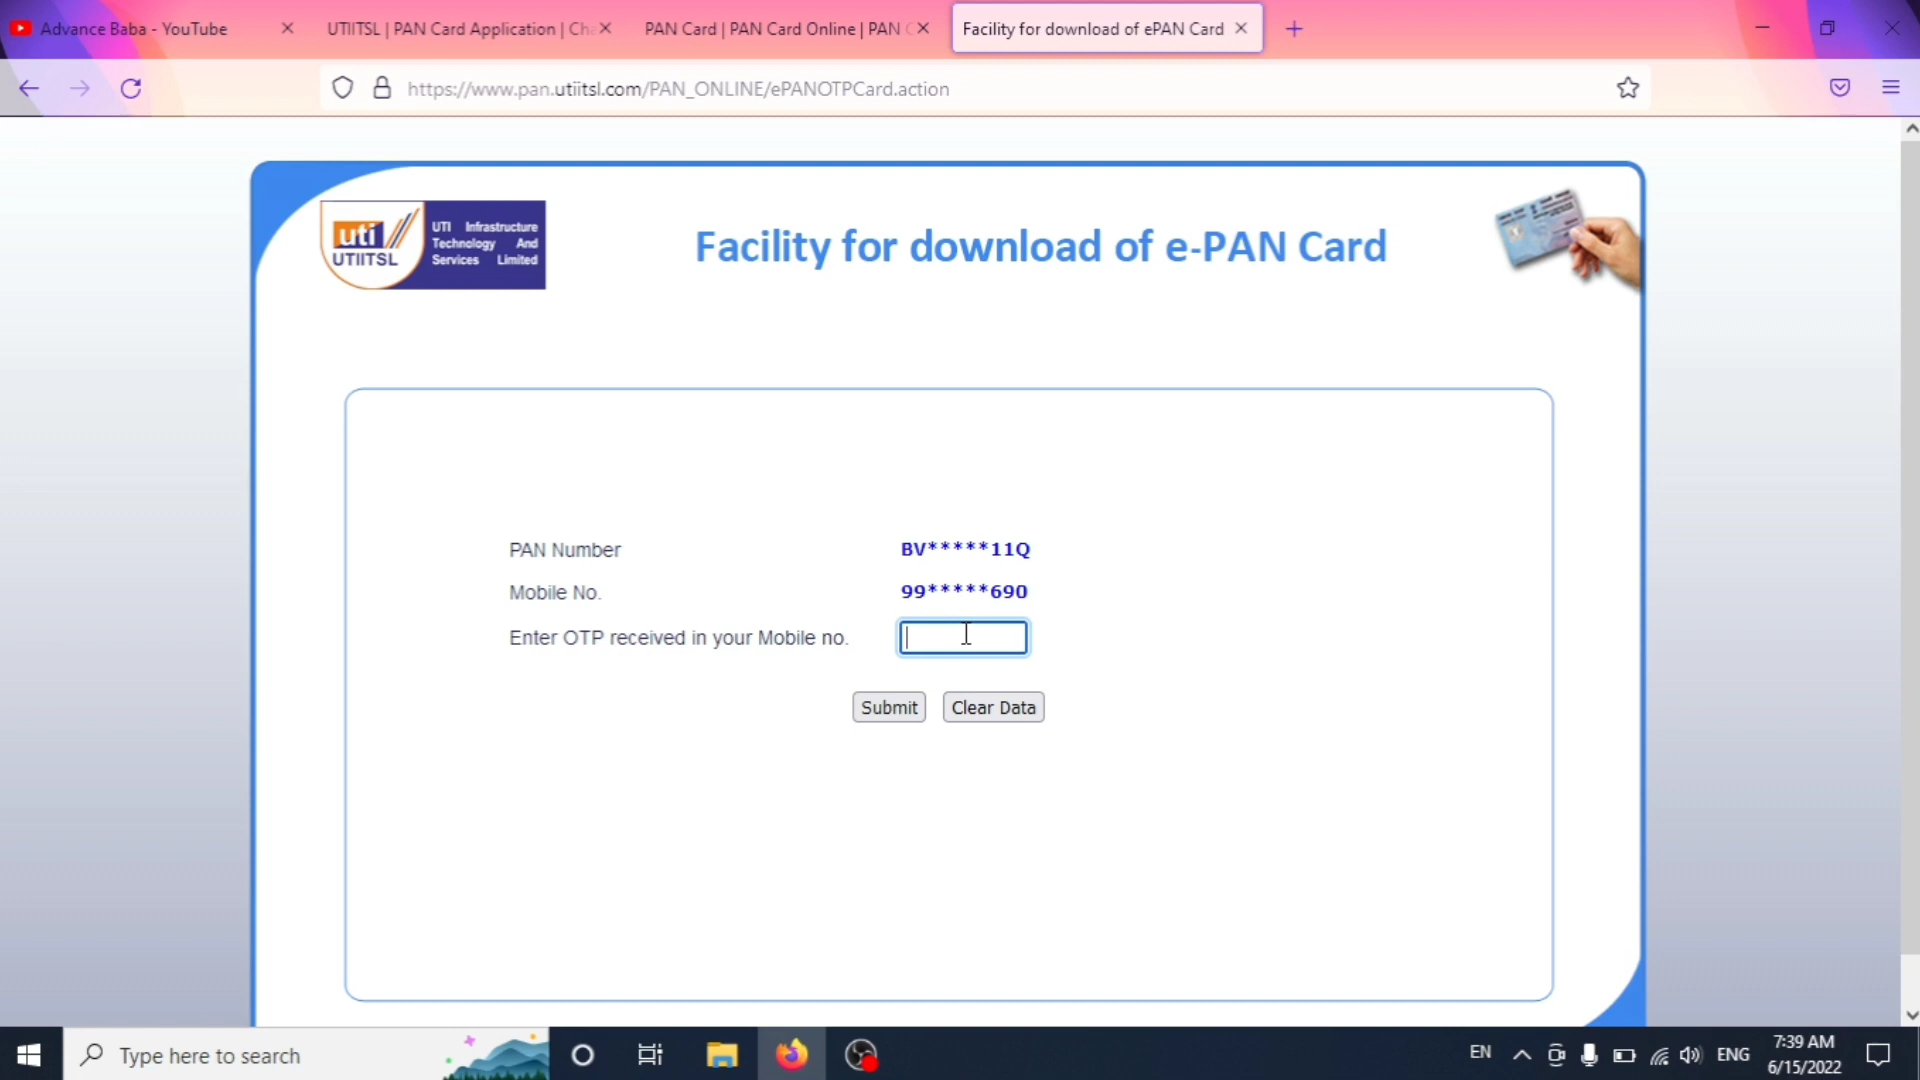 Advance Baba - YouTube
UTIITSL | PAN Card Application | Ch
PAN Card | PAN Card Online | PAN
Facility for download of ePAN Card
https://www.pan.utiitsl.com/PAN_ONLINE/ePANOTPCard.action
uti
UTIITSL
UTI Infrastructure
Technology And
Services Limited
Facility for download of e-PAN Card
PAN Number BV*****11Q
Mobile No. 99*****690
Enter OTP received in your Mobile no.
Submit Clear Data
Type here to search
EN
ENG
7:39 AM
6/15/2022